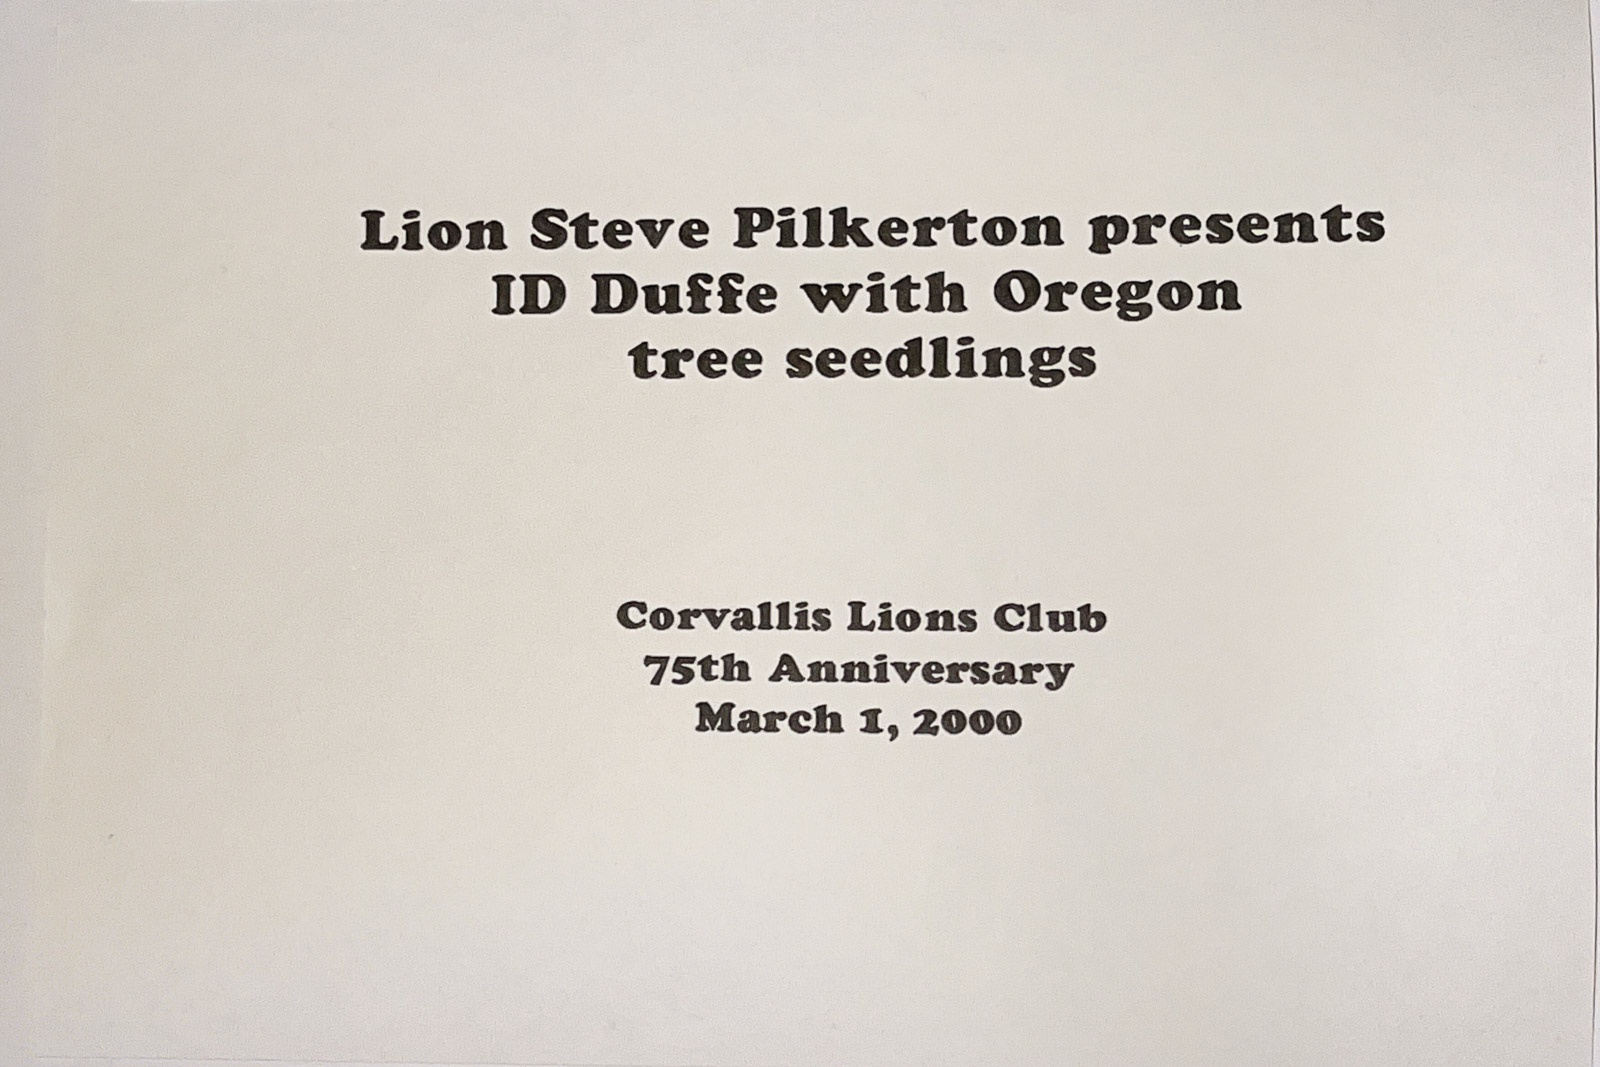 Lion Steve Pilkerton presents
ID Duffe with Oregon
tree seedlings
Corvallis Lions Club
75th Anniversary
March 1, 2000